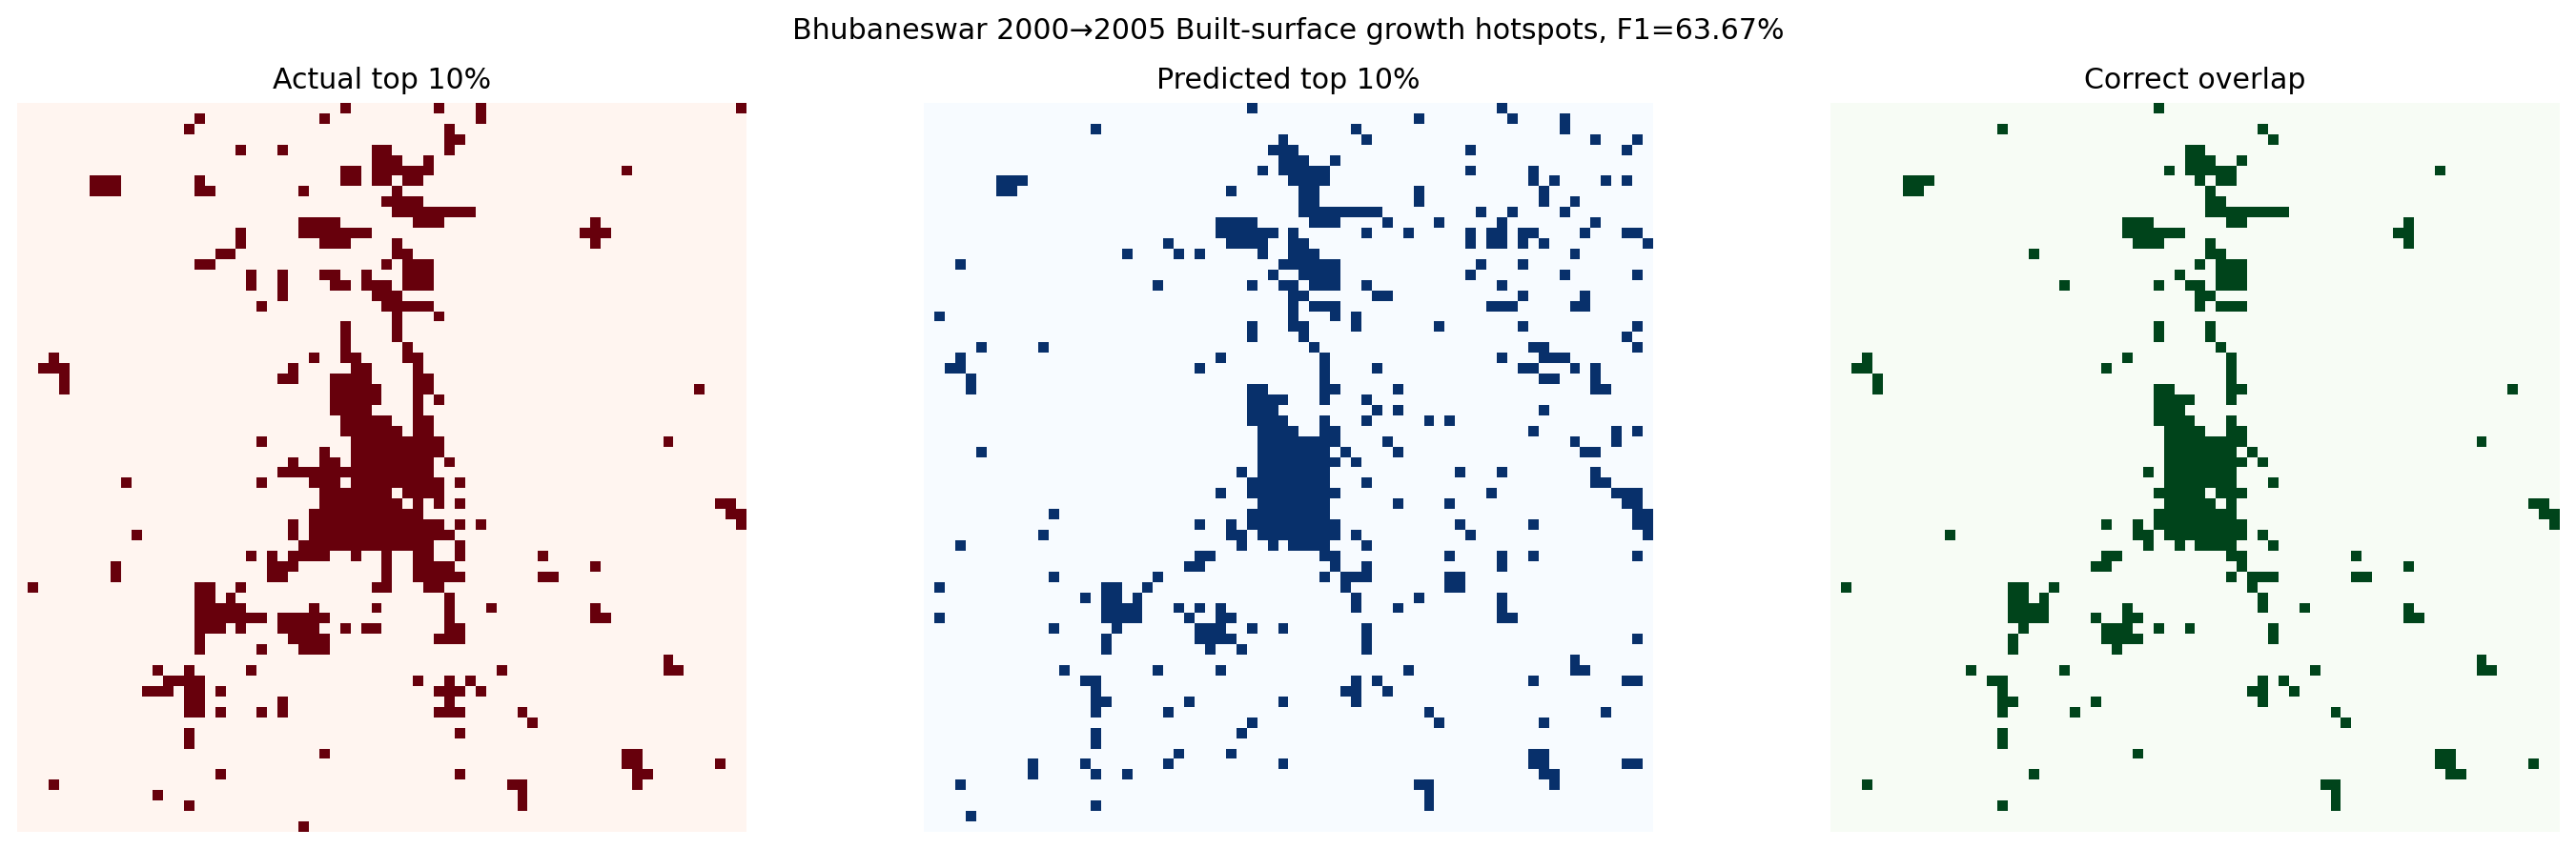 Bhubaneswar 2000→2005 Built-surface growth hotspots, F1=63.67%
Actual top 10%
Predicted top 10%
Correct overlap